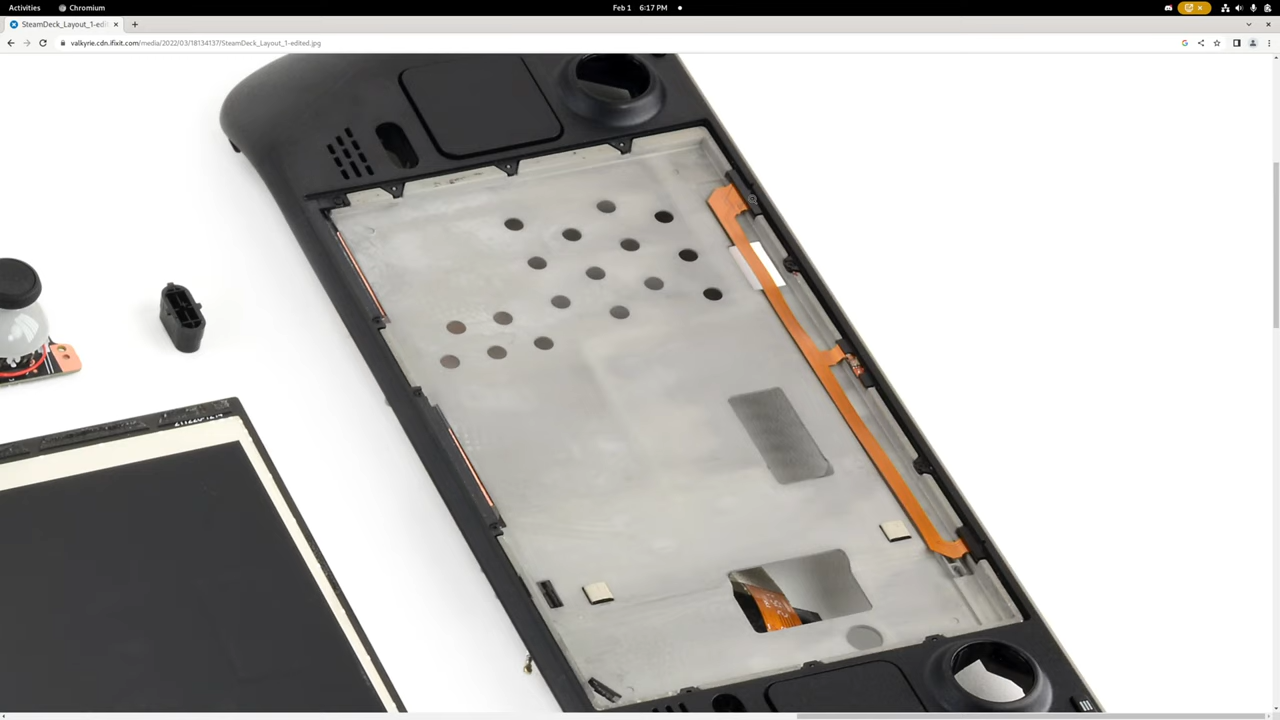 Activities
Chromium
Feb 1 6:17 PM
SteamDeck_Layout_1-edit
valkyrie.cdn.ifixit.com/media/2022/03/18134137/SteamDeck_Layout_1-edited.jpg